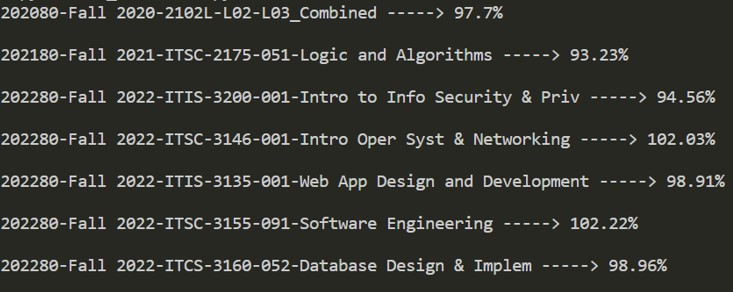 202080-Fall 2020-2102L-L02-L03_Combined -----> 97.7%
202180-Fall 2021-ITSC-2175-051-Logic and Algorithms -----> 93.23%
202280-Fall 2022-ITIS-3200-001-Intro to Info Security & Priv -----> 94.56%
202280-Fall 2022-ITSC-3146-001-Intro Oper Syst & Networking -----> 102.03%
202280-Fall 2022-ITIS-3135-001-Web App Design and Development -----> 98.91%
202280-Fall 2022-ITSC-3155-091-Software Engineering -----> 102.22%
202280-Fall 2022-ITCS-3160-052-Database Design & Implem -----> 98.96%